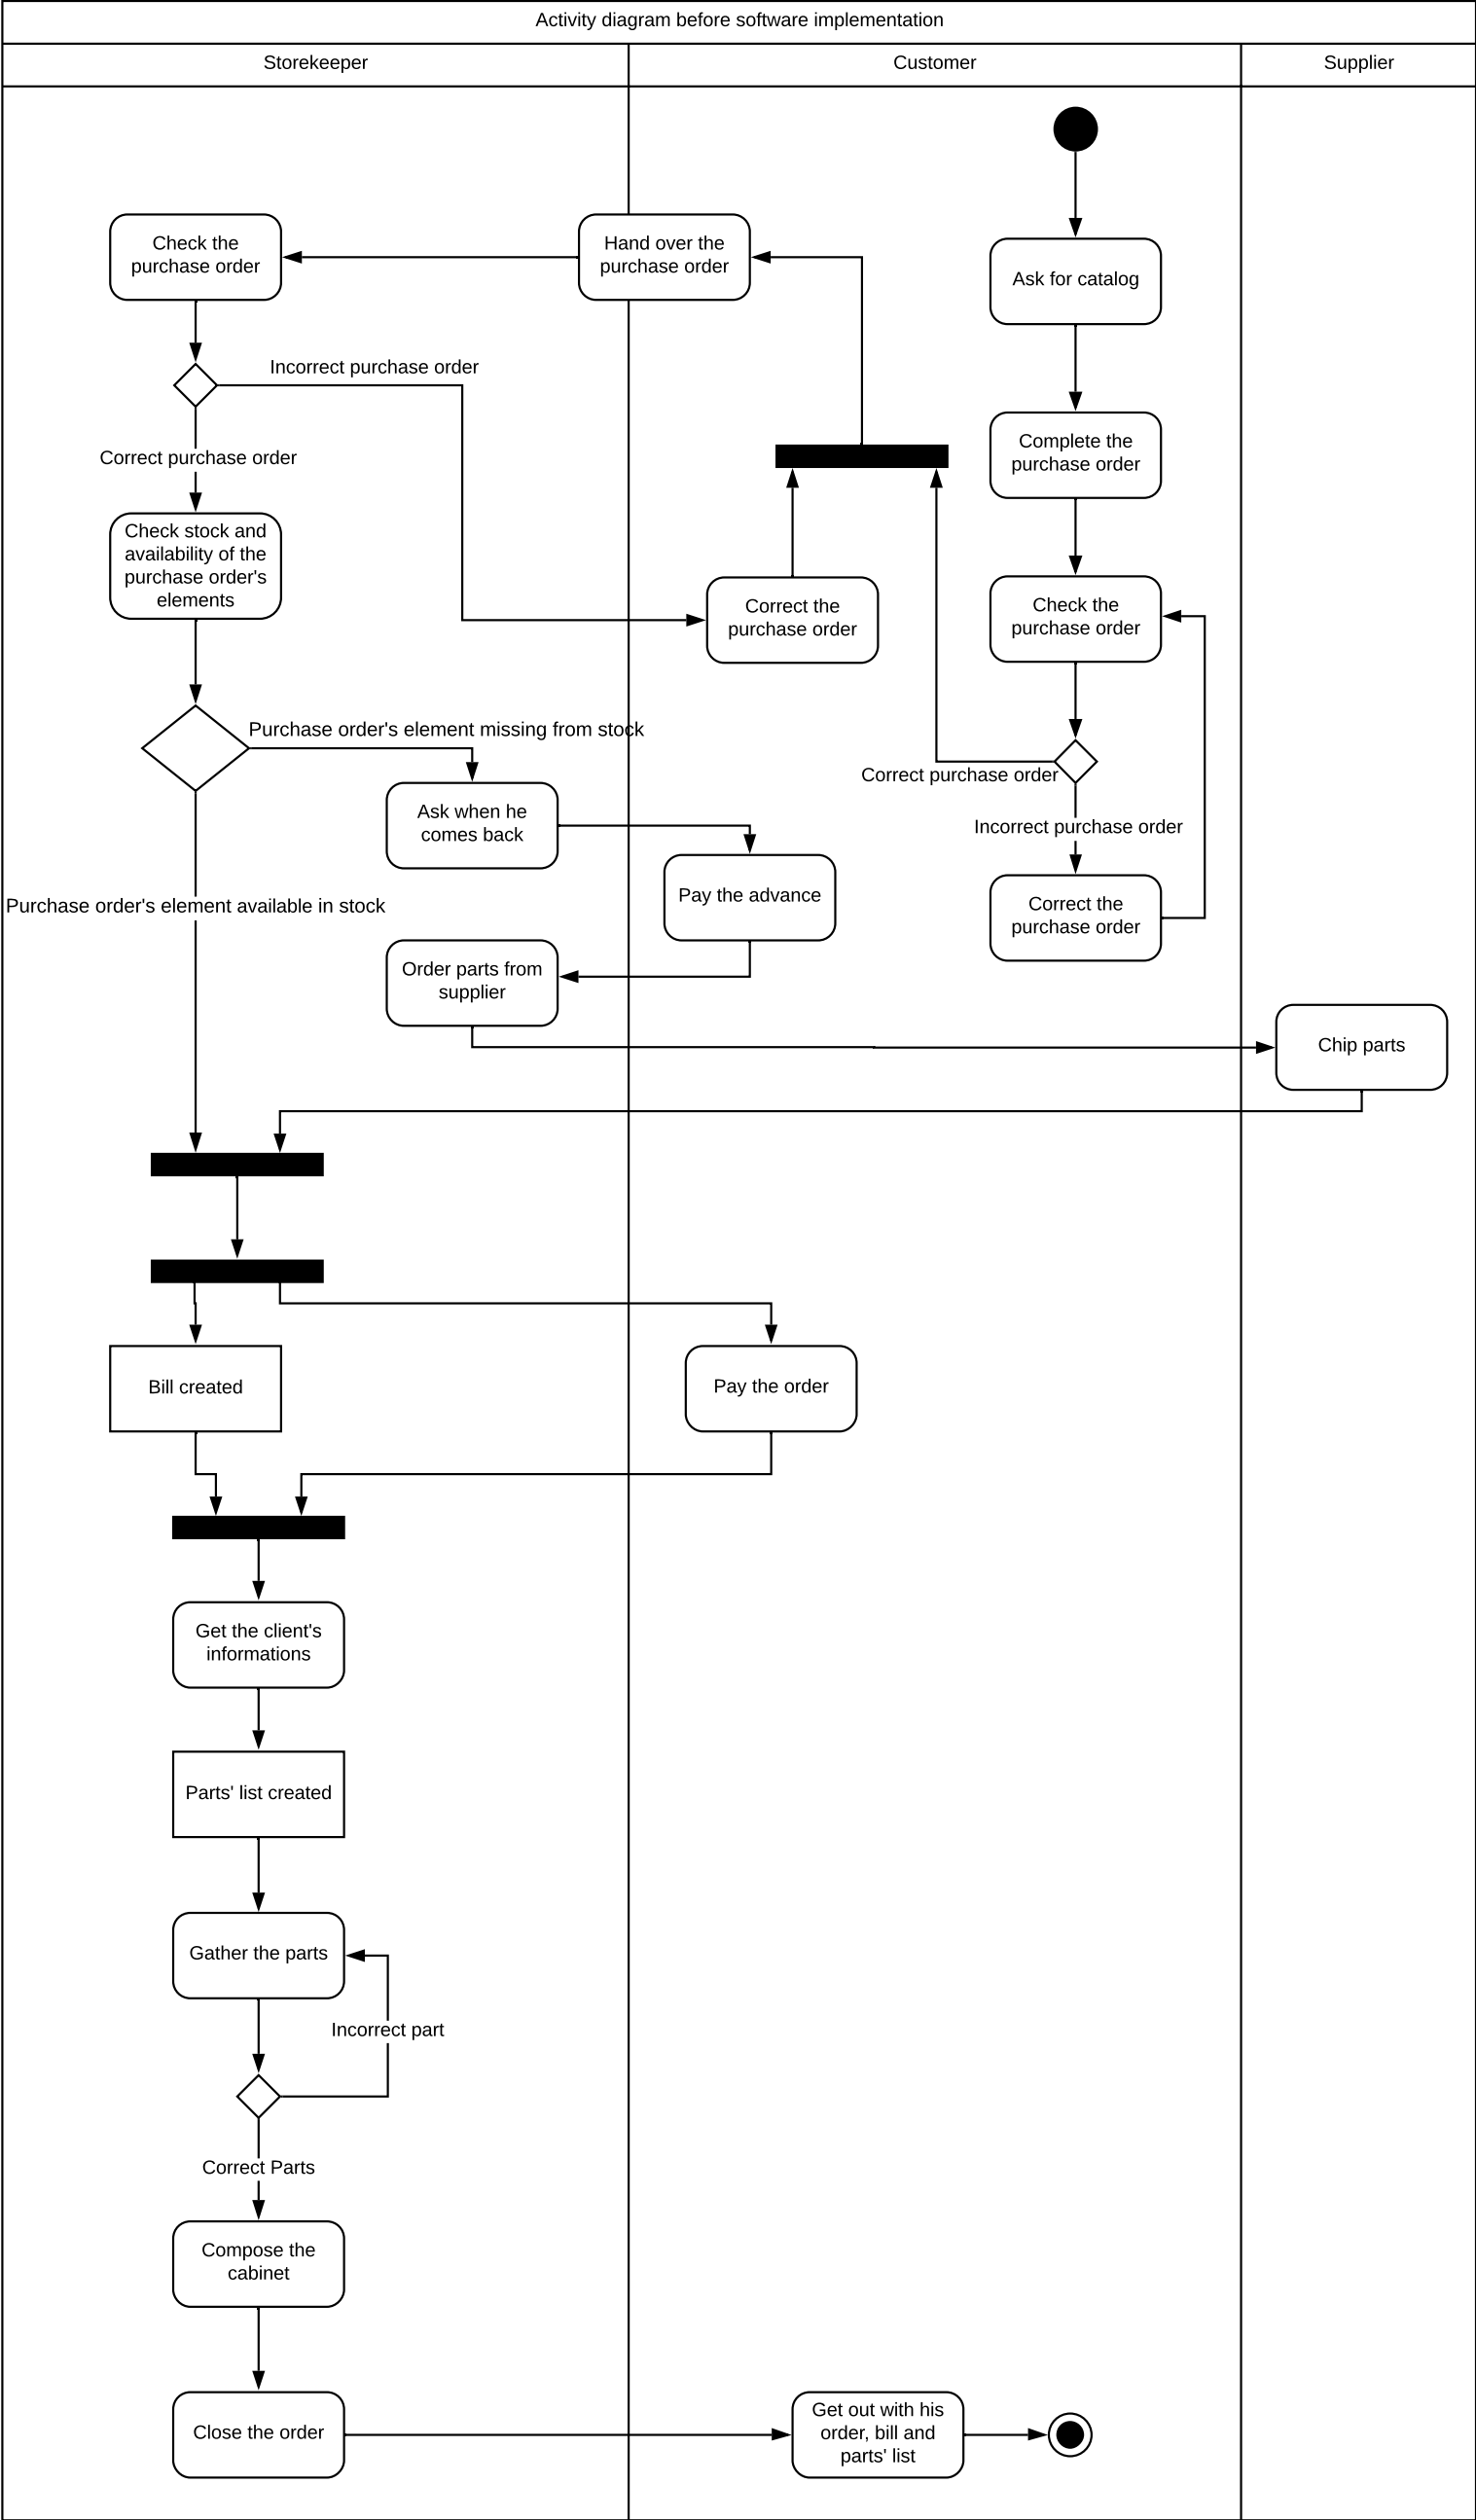 Activity diagram before software implementation
Storekeeper
Customer
Supplier
Check the
purchase order
Hand over the
purchase order
Ask for catalog
Incorrect purchase order
Complete the
purchase order
Correct purchase order
Check stock and
availability of the
purchase order's
elements
Correct the
purchase order
Check the
purchase order
Purchase order's element missing from stock
Correct purchase order
Ask when he
comes back
Incorrect purchase order
Pay the advance
Correct the
purchase order
Purchase order's element available in stock
Order parts from
supplier
Chip parts
Bill created
Pay the order
Get the client's
informations
Parts' list created
Gather the parts
Incorrect part
Correct Parts
Compose the
cabinet
Close the order
Get out with his
order, bill and
parts' list